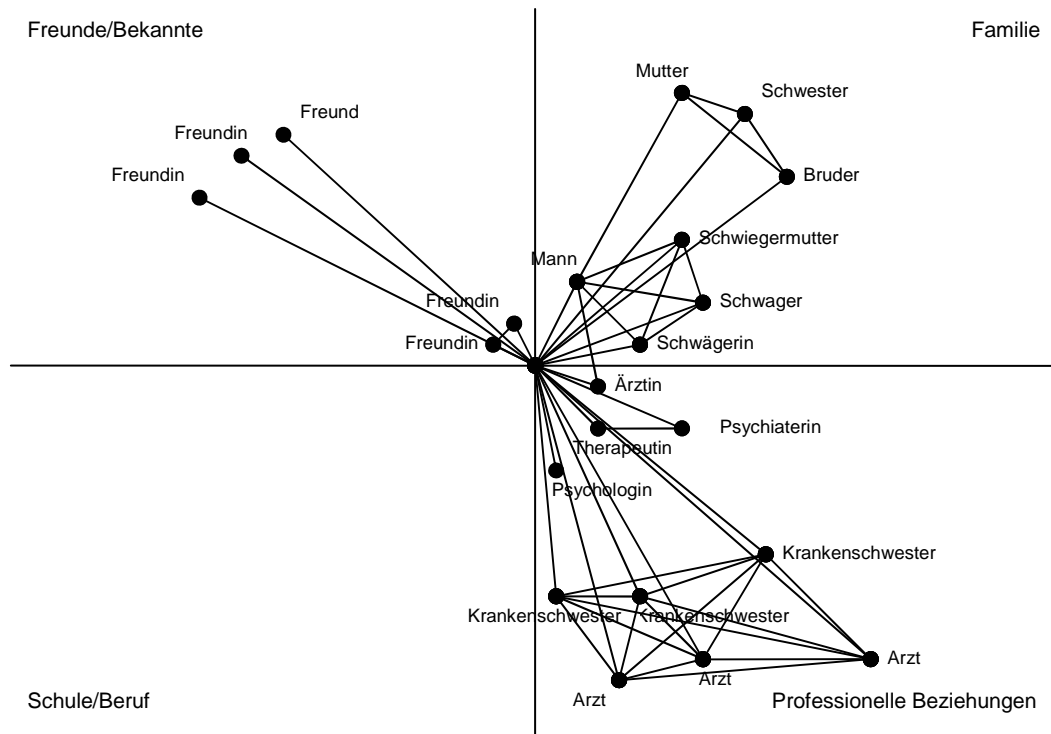 Freunde/Bekannte
Familie
Mutter
Schwester
Freund
Freundin
Freundin
Bruder
Schwiegermutter
Mann
Freundin
Schwager
Freundin
Schwägerin
Ärztin
Psychiaterin
Therapeutin
Psychologin
Krankenschwester
Krankenschwester
Krankenschwester
Arzt
Arzt
Arzt
Schule/Beruf
Professionelle Beziehungen